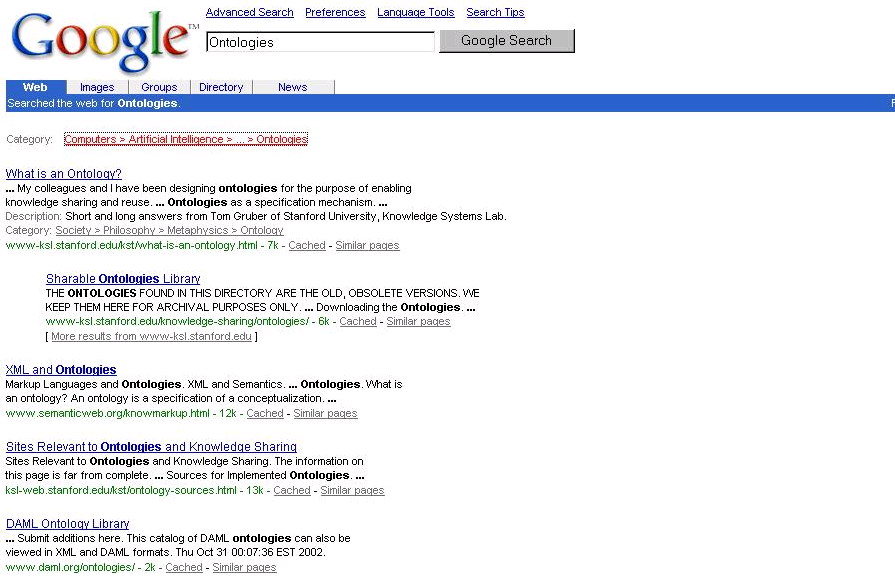 Google™
Advanced Search Preferences Language Tools Search Tips
Ontologies Google Search
Web Images Groups Directory News
Searched the web for Ontologies.
Category: Computers > Artificial Intelligence > ... > Ontologies
What is an Ontology?
... My colleagues and I have been designing ontologies for the purpose of enabling
knowledge sharing and reuse. ... Ontologies as a specification mechanism. ...
Description: Short and long answers from Tom Gruber of Stanford University, Knowledge Systems Lab.
Category: Society > Philosophy > Metaphysics > Ontology
www-ksl.stanford.edu/kst/what-is-an-ontology.html - 7k - Cached - Similar pages
Sharable Ontologies Library
THE ONTOLOGIES FOUND IN THIS DIRECTORY ARE THE OLD, OBSOLETE VERSIONS. WE
KEEP THEM HERE FOR ARCHIVAL PURPOSES ONLY. ... Downloading the Ontologies. ...
www-ksl.stanford.edu/knowledge-sharing/ontologies/ - 6k - Cached - Similar pages
[ More results from www-ksl.stanford.edu ]
XML and Ontologies
Markup Languages and Ontologies. XML and Semantics. ... Ontologies. What is
an ontology? An ontology is a specification of a conceptualization. ...
www.semanticweb.org/knowmarkup.html - 12k - Cached - Similar pages
Sites Relevant to Ontologies and Knowledge Sharing
Sites Relevant to Ontologies and Knowledge Sharing. The information on
this page is far from complete. ... Sources for Implemented Ontologies. ...
ksl-web.stanford.edu/kst/ontology-sources.html - 13k - Cached - Similar pages
DAML Ontology Library
... Submit additions here. This catalog of DAML ontologies can also be
viewed in XML and DAML formats. Thu Oct 31 00:07:36 EST 2002.
www.daml.org/ontologies/ - 2k - Cached - Similar pages